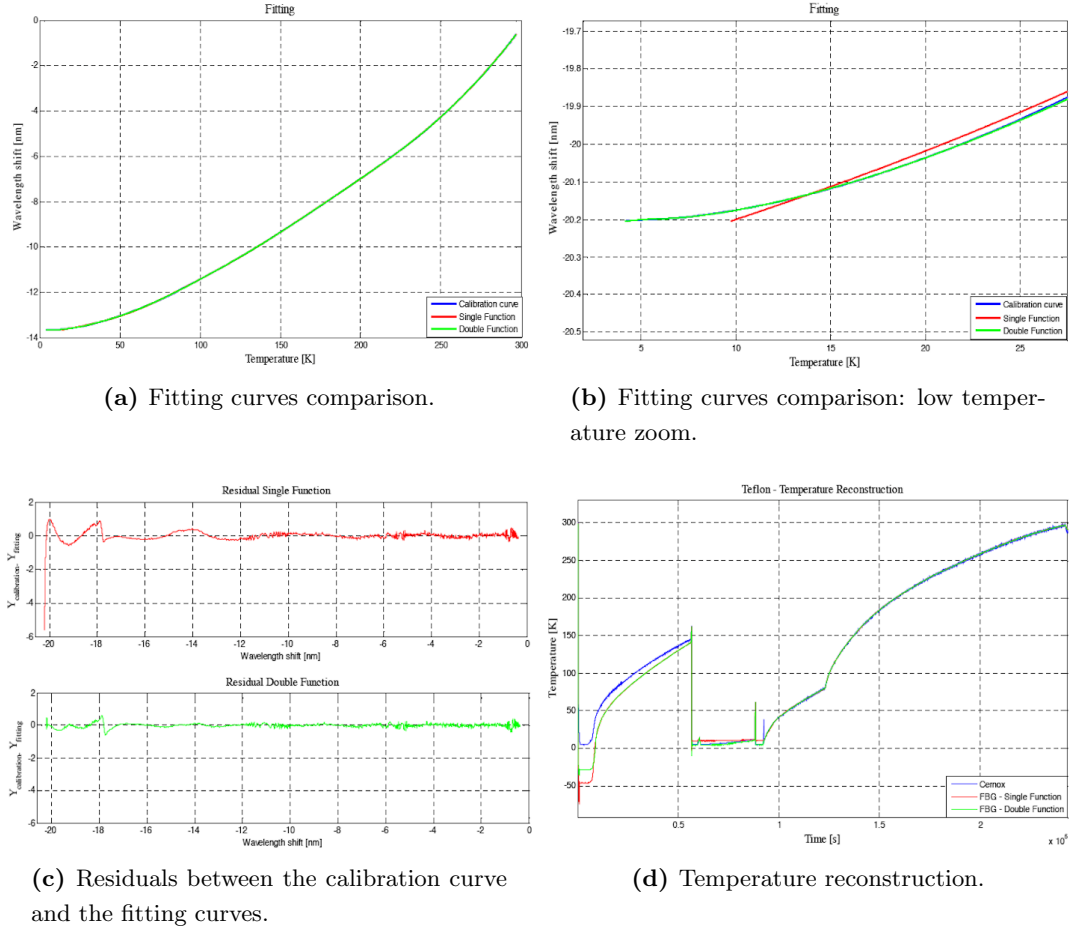 Fitting
Wavelength shift [nm]
0
-2
-4
-6
-8
-10
-12
-14
0
50
100
150
200
250
300
Temperature [K]
Calibration curve
Single Function
Double Function
(a) Fitting curves comparison.
Fitting
Wavelength shift [nm]
-19.7
-19.8
-19.9
-20
-20.1
-20.2
-20.3
-20.4
-20.5
5
10
15
20
25
Temperature [K]
Calibration curve
Single Function
Double Function
(b) Fitting curves comparison: low temper-
ature zoom.
Residual Single Function
Y calibration- Y fitting
2
0
-2
-4
-6
-20
-18
-16
-14
-12
-10
-8
-6
-4
-2
0
Wavelength shift [nm]
Residual Double Function
Y calibration- Y fitting
2
0
-2
-4
-6
-20
-18
-16
-14
-12
-10
-8
-6
-4
-2
0
Wavelength shift [nm]
(c) Residuals between the calibration curve
and the fitting curves.
Teflon - Temperature Reconstruction
Temperature [K]
300
250
200
150
100
50
0
-50
0.5
1
1.5
2
x 10⁵
Time [s]
Cernox
FBG - Single Function
FBG - Double Function
(d) Temperature reconstruction.